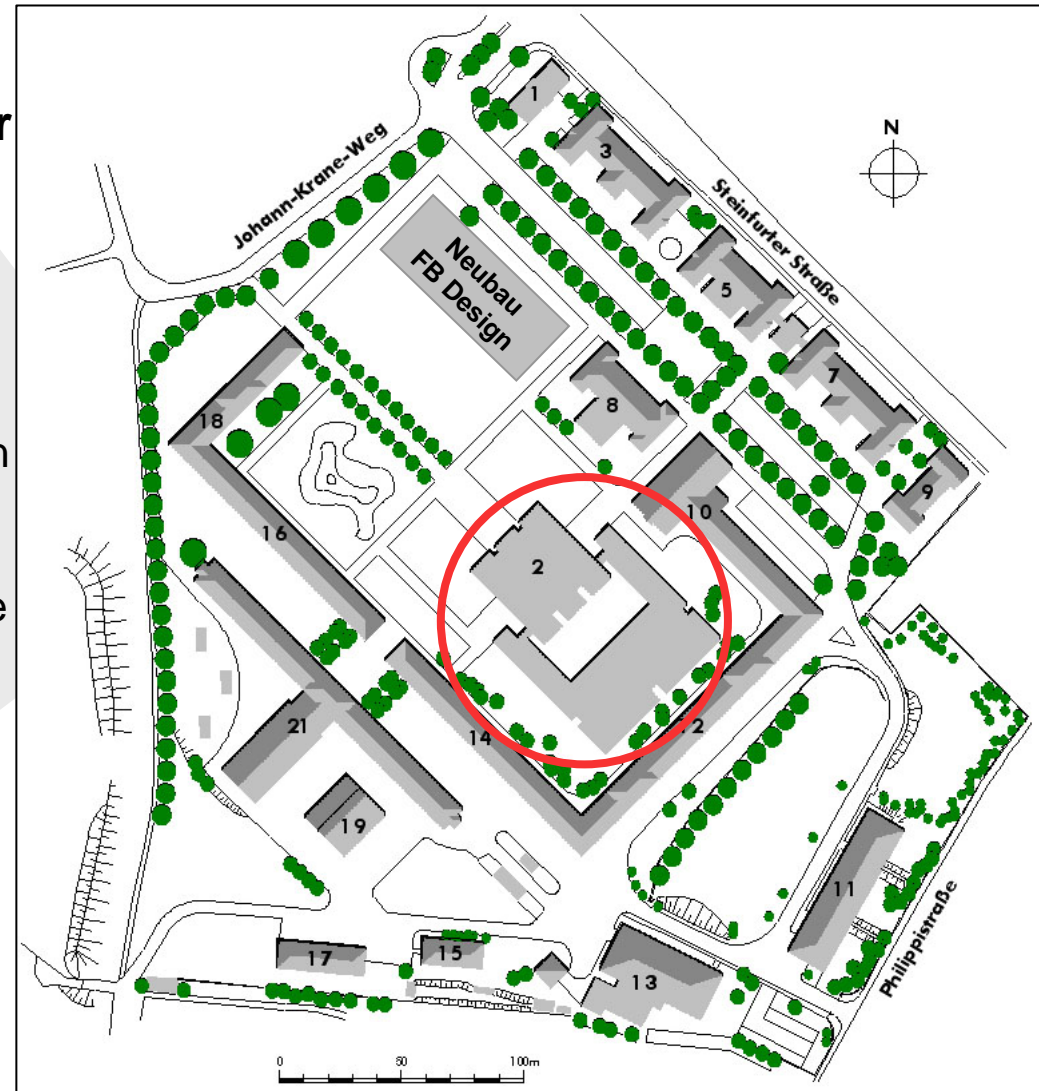 r
n
e
1
3
N
Johann-Krane-Weg
Steinfurter Straße
Neubau
FB Design
5
7
8
18
9
10
16
2
14
12
21
19
11
Philippistraße
17
15
13
0 50 100m